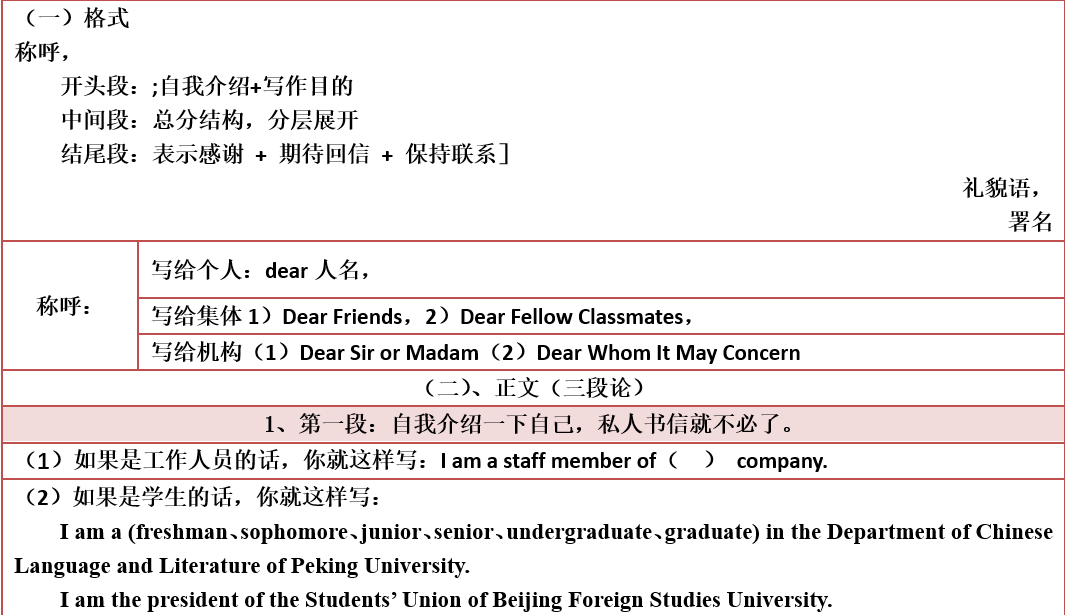 （一）格式
称呼，
开头段：;自我介绍+写作目的
中间段：总分结构，分层展开
结尾段：表示感谢 + 期待回信 + 保持联系］
礼貌语，
署名
称呼：
写给个人：dear 人名，
写给集体 1）Dear Friends，2）Dear Fellow Classmates，
写给机构（1）Dear Sir or Madam（2）Dear Whom It May Concern
（二）、正文（三段论）
1、第一段：自我介绍一下自己，私人书信就不必了。
（1）如果是工作人员的话，你就这样写：I am a staff member of（ ） company.
（2）如果是学生的话，你就这样写：
I am a (freshman、sophomore、junior、senior、undergraduate、graduate) in the Department of Chinese
Language and Literature of Peking University.
I am the president of the Students’ Union of Beijing Foreign Studies University.